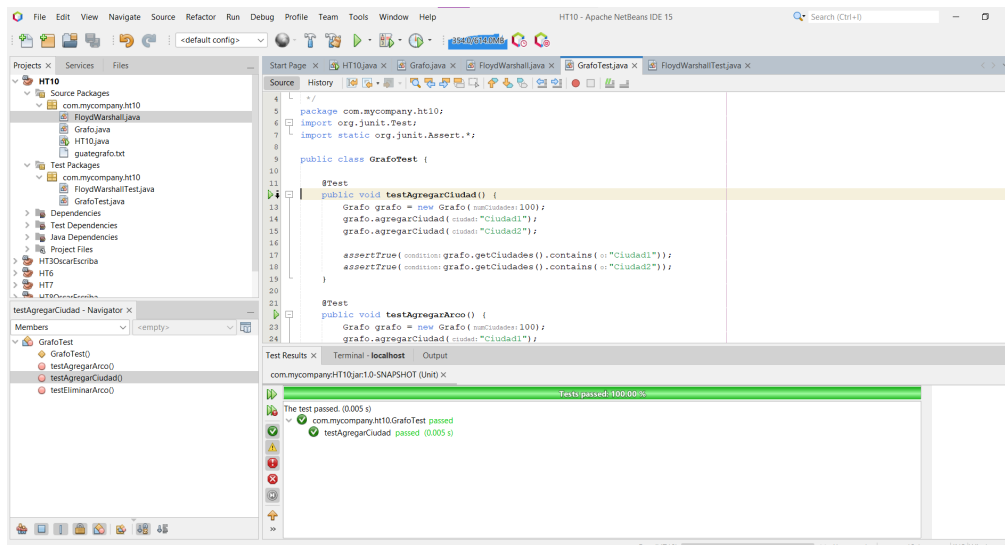 File Edit View Navigate Source Refactor Run Debug Profile Team Tools Window Help
HT10 - Apache NetBeans IDE 15
Search (Ctrl+I)
<default config>
354.0/674.0MB
Projects × Services Files
HT10
Source Packages
com.mycompany.ht10
FloydWarshall.java
Grafo.java
HT10.java
guategrafo.txt
Test Packages
com.mycompany.ht10
FloydWarshallTest.java
GrafoTest.java
Dependencies
Test Dependencies
Java Dependencies
Project Files
HT3OscarEscriba
HT6
HT7
HT8OscarEscriba
testAgregarCiudad - Navigator ×
Members <empty>
GrafoTest
GrafoTest()
testAgregarArco()
testAgregarCiudad()
testEliminarArco()
Start Page × HT10.java × Grafo.java × FloydWarshall.java × GrafoTest.java × FloydWarshallTest.java ×
Source History
4 */
5 package com.mycompany.ht10;
6 import org.junit.Test;
7 import static org.junit.Assert.*;
8
9 public class GrafoTest {
10
11 @Test
public void testAgregarCiudad() {
13 Grafo grafo = new Grafo( numCiudades: 100);
14 grafo.agregarCiudad( ciudad: "Ciudad1");
15 grafo.agregarCiudad( ciudad: "Ciudad2");
16
17 assertTrue( condition: grafo.getCiudades().contains( o: "Ciudad1"));
18 assertTrue( condition: grafo.getCiudades().contains( o: "Ciudad2"));
19 }
20
21 @Test
public void testAgregarArco() {
23 Grafo grafo = new Grafo( numCiudades: 100);
24 grafo.agregarCiudad( ciudad: "Ciudad1");
Test Results × Terminal - localhost Output
com.mycompany:HT10:jar:1.0-SNAPSHOT (Unit) ×
Tests passed: 100.00 %
The test passed. (0.005 s)
com.mycompany.ht10.GrafoTest passed
testAgregarCiudad passed (0.005 s)